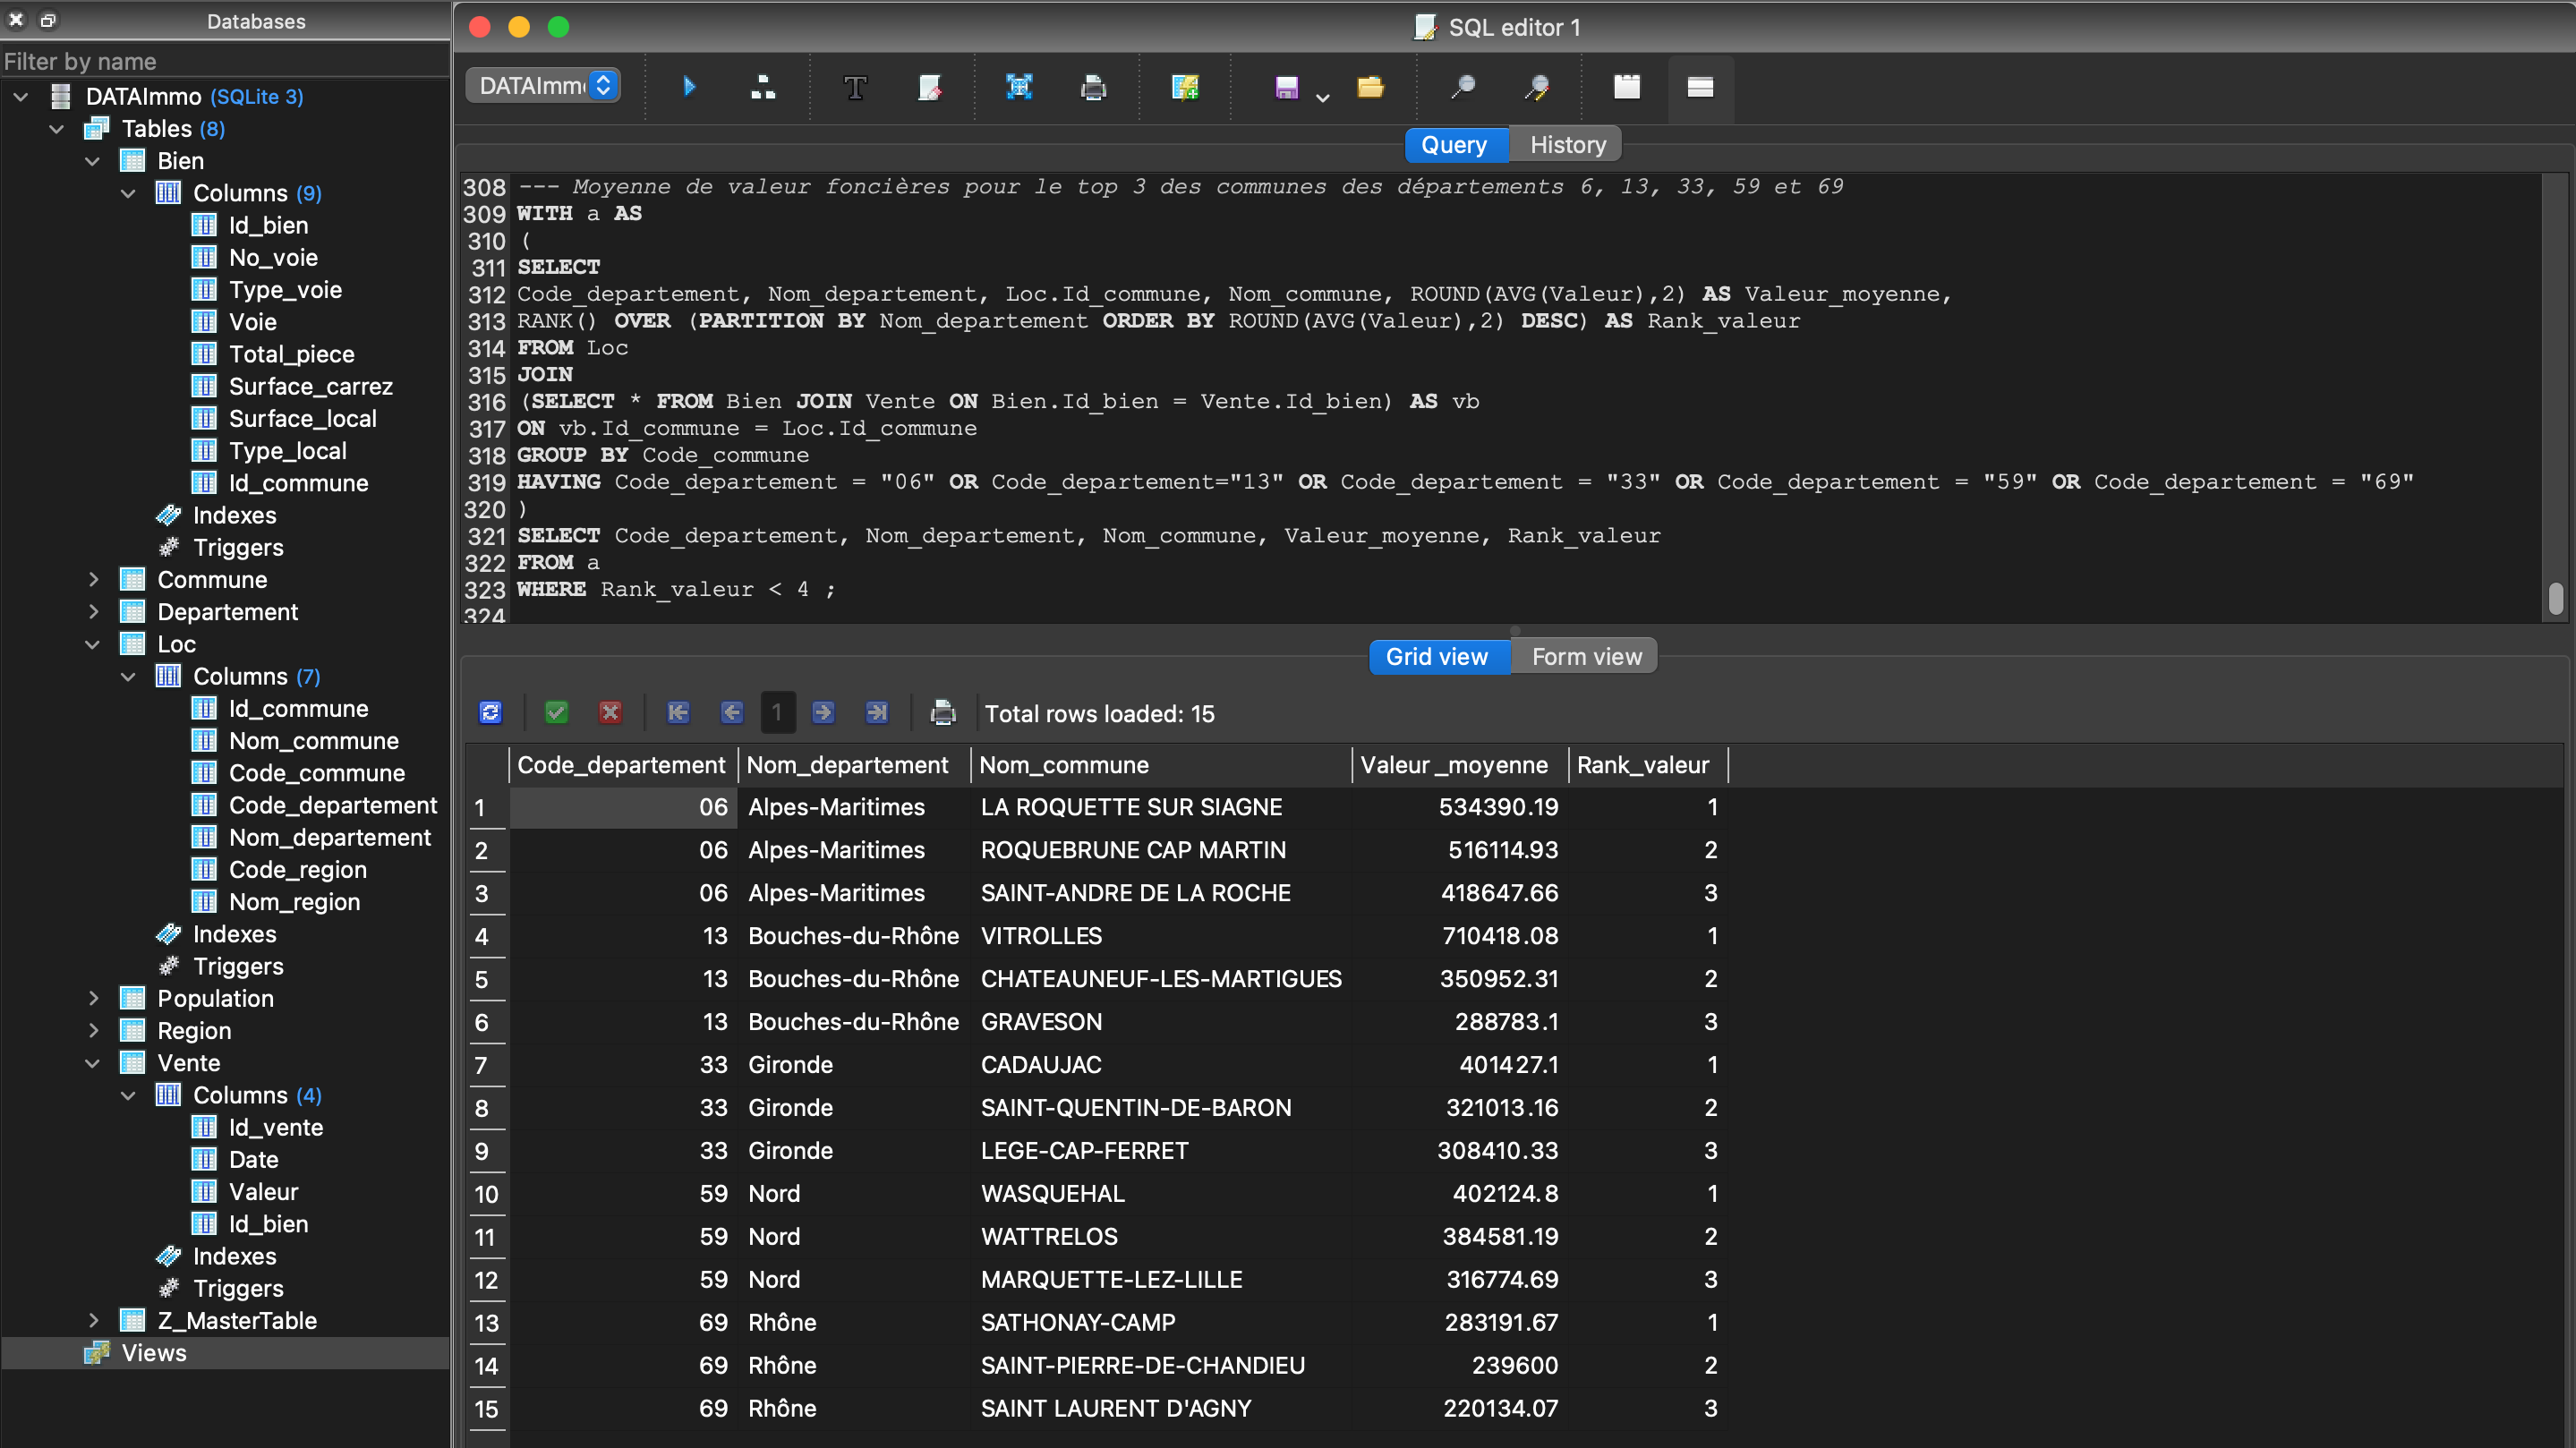 Databases
Filter by name
DATAImmo (SQLite 3)
Tables (8)
Bien
Columns (9)
Id_bien
No_voie
Type_voie
Voie
Total_piece
Surface_carrez
Surface_local
Type_local
Id_commune
Indexes
Triggers
Commune
Departement
Loc
Columns (7)
Id_commune
Nom_commune
Code_commune
Code_departement
Nom_departement
Code_region
Nom_region
Indexes
Triggers
Population
Region
Vente
Columns (4)
Id_vente
Date
Valeur
Id_bien
Indexes
Triggers
Z_MasterTable
Views
SQL editor 1
DATAImm
Query History
308 --- Moyenne de valeur foncières pour le top 3 des communes des départements 6, 13, 33, 59 et 69
309 WITH a AS
310 (
311 SELECT
312 Code_departement, Nom_departement, Loc.Id_commune, Nom_commune, ROUND(AVG(Valeur),2) AS Valeur_moyenne,
313 RANK() OVER (PARTITION BY Nom_departement ORDER BY ROUND(AVG(Valeur),2) DESC) AS Rank_valeur
314 FROM Loc
315 JOIN
316 (SELECT * FROM Bien JOIN Vente ON Bien.Id_bien = Vente.Id_bien) AS vb
317 ON vb.Id_commune = Loc.Id_commune
318 GROUP BY Code_commune
319 HAVING Code_departement = "06" OR Code_departement="13" OR Code_departement = "33" OR Code_departement = "59" OR Code_departement = "69"
320 )
321 SELECT Code_departement, Nom_departement, Nom_commune, Valeur_moyenne, Rank_valeur
322 FROM a
323 WHERE Rank_valeur < 4 ;
324
Grid view Form view
1 Total rows loaded: 15
Code_departement Nom_departement Nom_commune Valeur_moyenne Rank_valeur
1 06 Alpes-Maritimes LA ROQUETTE SUR SIAGNE 534390.19 1
2 06 Alpes-Maritimes ROQUEBRUNE CAP MARTIN 516114.93 2
3 06 Alpes-Maritimes SAINT-ANDRE DE LA ROCHE 418647.66 3
4 13 Bouches-du-Rhône VITROLLES 710418.08 1
5 13 Bouches-du-Rhône CHATEAUNEUF-LES-MARTIGUES 350952.31 2
6 13 Bouches-du-Rhône GRAVESON 288783.1 3
7 33 Gironde CADAUJAC 401427.1 1
8 33 Gironde SAINT-QUENTIN-DE-BARON 321013.16 2
9 33 Gironde LEGE-CAP-FERRET 308410.33 3
10 59 Nord WASQUEHAL 402124.8 1
11 59 Nord WATTRELOS 384581.19 2
12 59 Nord MARQUETTE-LEZ-LILLE 316774.69 3
13 69 Rhône SATHONAY-CAMP 283191.67 1
14 69 Rhône SAINT-PIERRE-DE-CHANDIEU 239600 2
15 69 Rhône SAINT LAURENT D'AGNY 220134.07 3